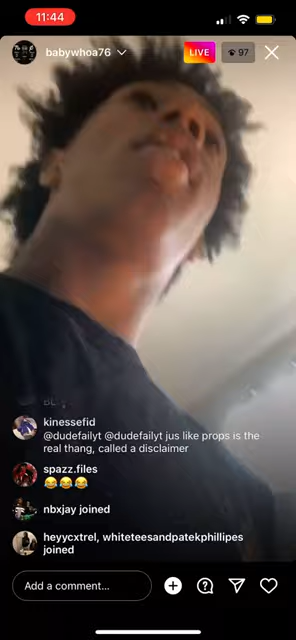 11:44
babywhoa76
LIVE
97
kinessefid
@dudefailyt @dudefailyt jus like props is the
real thang, called a disclaimer
spazz.files
😂😂😂
nbxjay joined
heyycxtrel, whiteteesandpatekphillipes
joined
Add a comment...